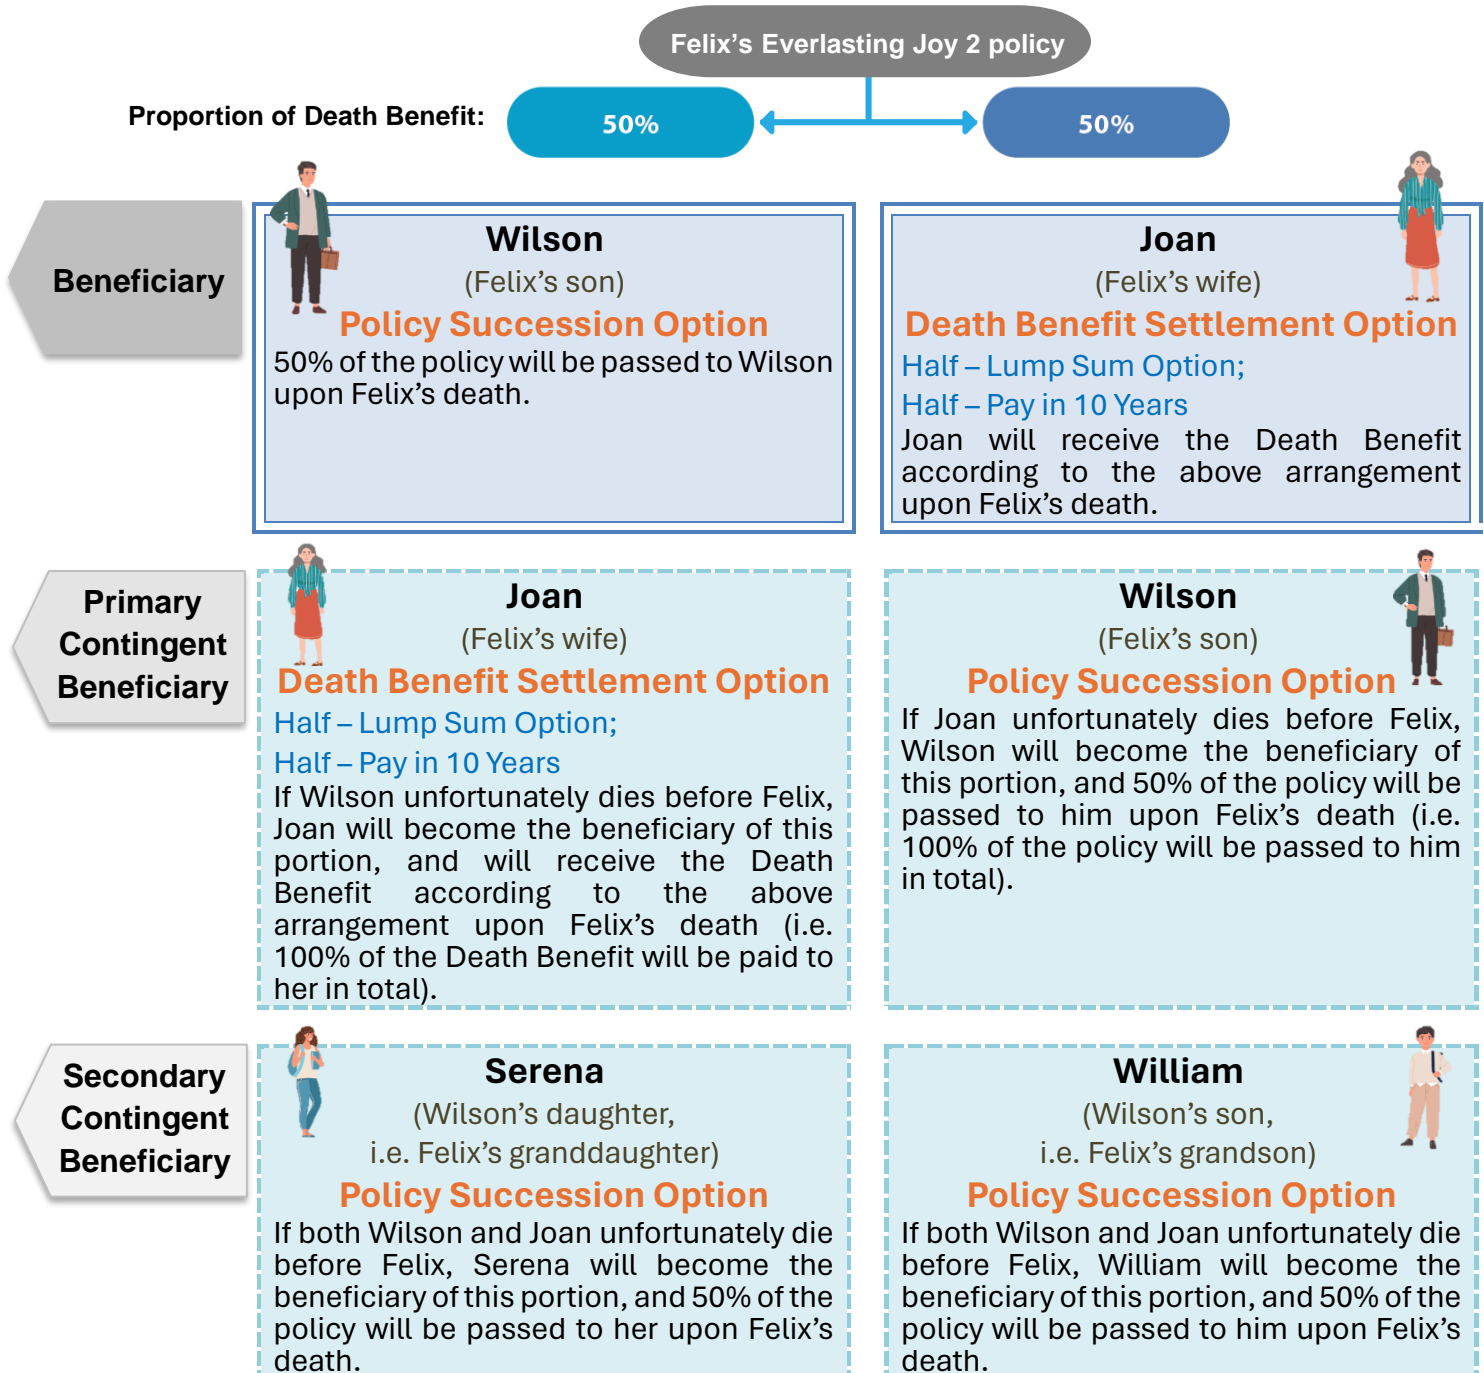 Felix’s Everlasting Joy 2 policy
Proportion of Death Benefit:
50%
50%
Beneficiary
Wilson
(Felix’s son)
Policy Succession Option
50% of the policy will be passed to Wilson
upon Felix’s death.
Joan
(Felix’s wife)
Death Benefit Settlement Option
Half – Lump Sum Option;
Half – Pay in 10 Years
Joan will receive the Death Benefit
according to the above arrangement
upon Felix’s death.
Primary
Contingent
Beneficiary
Joan
(Felix’s wife)
Death Benefit Settlement Option
Half – Lump Sum Option;
Half – Pay in 10 Years
If Wilson unfortunately dies before Felix,
Joan will become the beneficiary of this
portion, and will receive the Death
Benefit according to the above
arrangement upon Felix’s death (i.e.
100% of the Death Benefit will be paid to
her in total).
Wilson
(Felix’s son)
Policy Succession Option
If Joan unfortunately dies before Felix,
Wilson will become the beneficiary of
this portion, and 50% of the policy will be
passed to him upon Felix’s death (i.e.
100% of the policy will be passed to him
in total).
Secondary
Contingent
Beneficiary
Serena
(Wilson’s daughter,
i.e. Felix’s granddaughter)
Policy Succession Option
If both Wilson and Joan unfortunately die
before Felix, Serena will become the
beneficiary of this portion, and 50% of the
policy will be passed to her upon Felix’s
death.
William
(Wilson’s son,
i.e. Felix’s grandson)
Policy Succession Option
If both Wilson and Joan unfortunately die
before Felix, William will become the
beneficiary of this portion, and 50% of the
policy will be passed to him upon Felix’s
death.